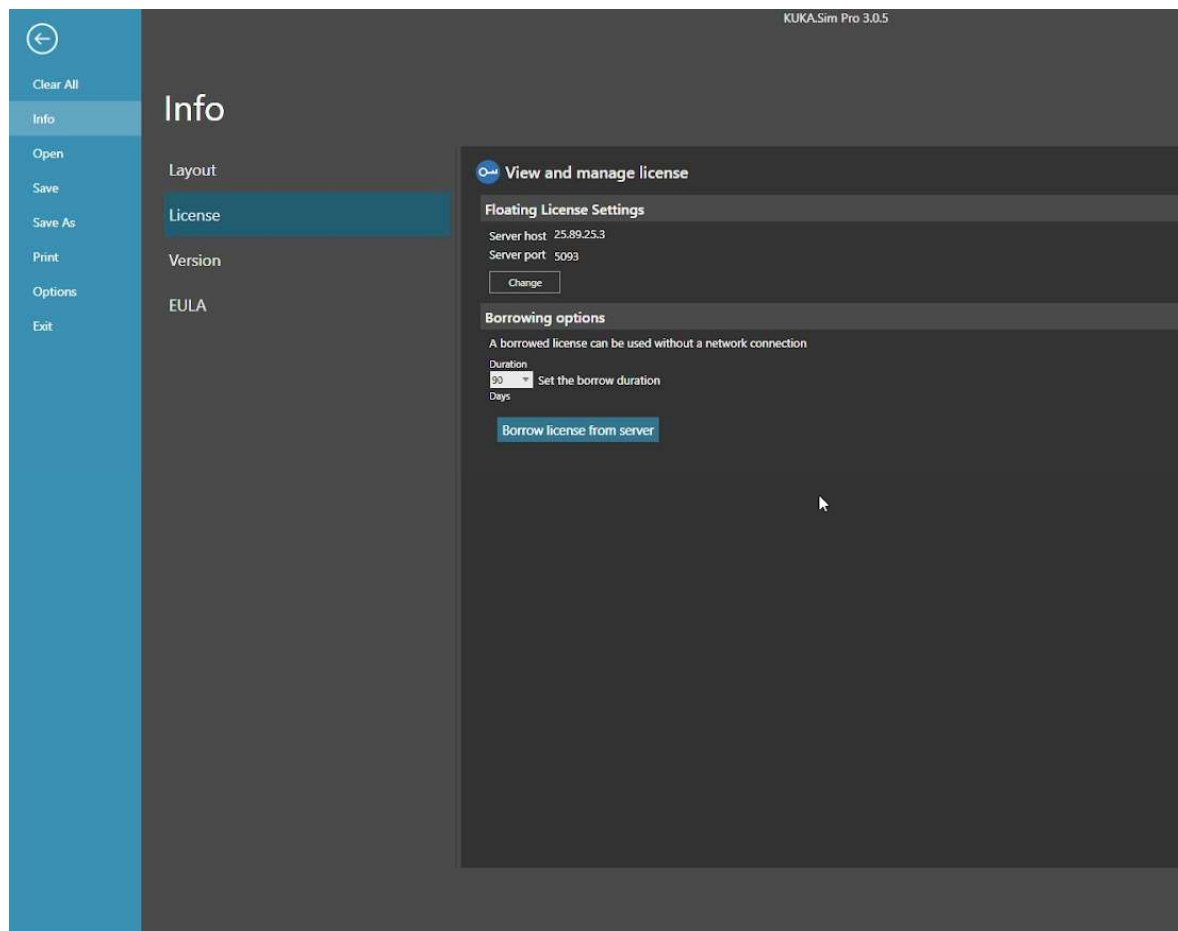 KUKA.Sim Pro 3.0.5
Clear All
Info
Open
Save
Save As
Print
Options
Exit
Info
Layout
License
Version
EULA
View and manage license
Floating License Settings
Server host 25.89.25.3
Server port 5093
Change
Borrowing options
A borrowed license can be used without a network connection
Duration
90 Set the borrow duration
Days
Borrow license from server